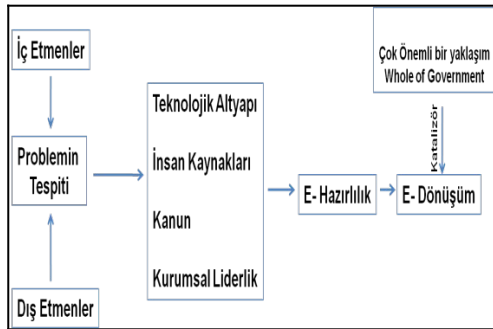 İç Etmenler
Problemin
Tespiti
Dış Etmenler
Teknolojik Altyapı
İnsan Kaynakları
Kanun
Kurumsal Liderlik
E- Hazırlılık
Çok Önemli bir yaklaşım
Whole of Government
Katalizör
E- Dönüşüm